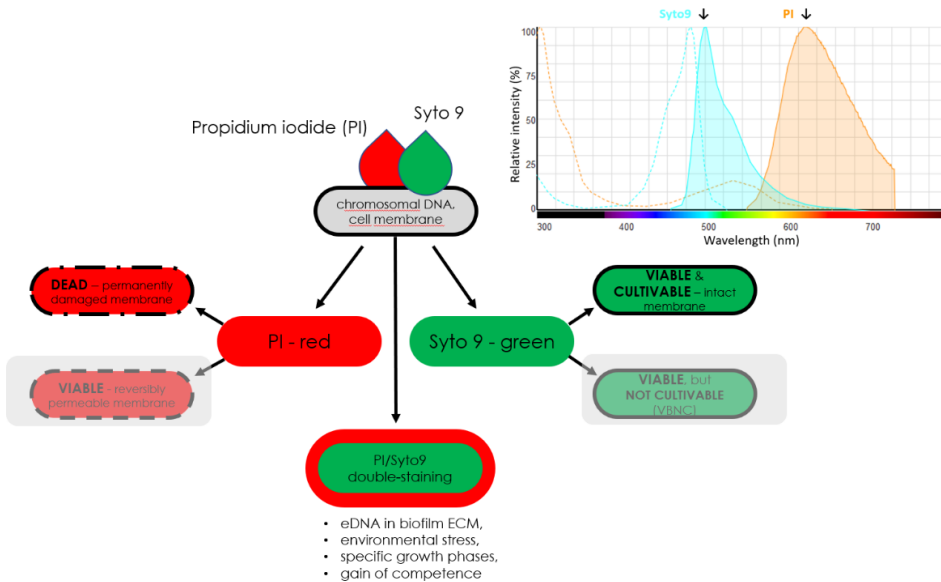 Syto9
PI
100
75
50
25
0
Relative intensity (%)
300
400
500
600
700
Wavelength (nm)
Propidium iodide (PI)
Syto 9
chromosomal DNA,
cell membrane
DEAD – permanently
damaged membrane
VIABLE - reversibly
permeable membrane
PI - red
Syto 9 - green
VIABLE &
CULTIVABLE – intact
membrane
VIABLE, but
NOT CULTIVABLE
(VBNC)
PI/Syto9
double-staining
• eDNA in biofilm ECM,
• environmental stress,
• specific growth phases,
• gain of competence